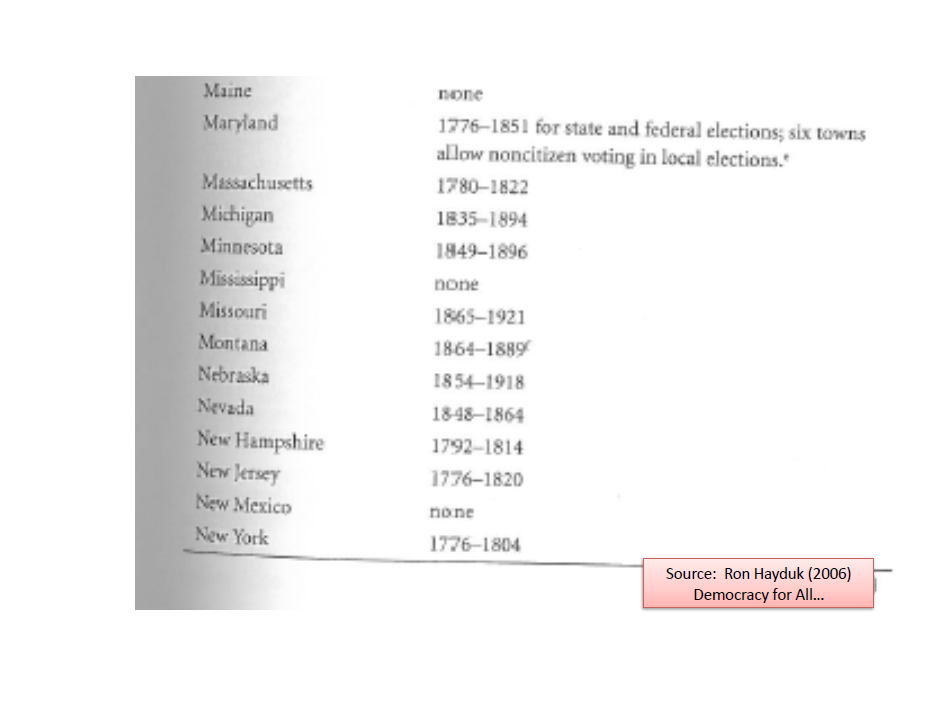 Maine none
Maryland 1776–1851 for state and federal elections; six towns
allow noncitizen voting in local elections.
Massachusetts 1780–1822
Michigan 1835–1894
Minnesota 1849–1896
Mississippi none
Missouri 1865–1921
Montana 1864–1889
Nebraska 1854–1918
Nevada 1848–1864
New Hampshire 1792–1814
New Jersey 1776–1820
New Mexico none
New York 1776–1804
Source: Ron Hayduk (2006)
Democracy for All...